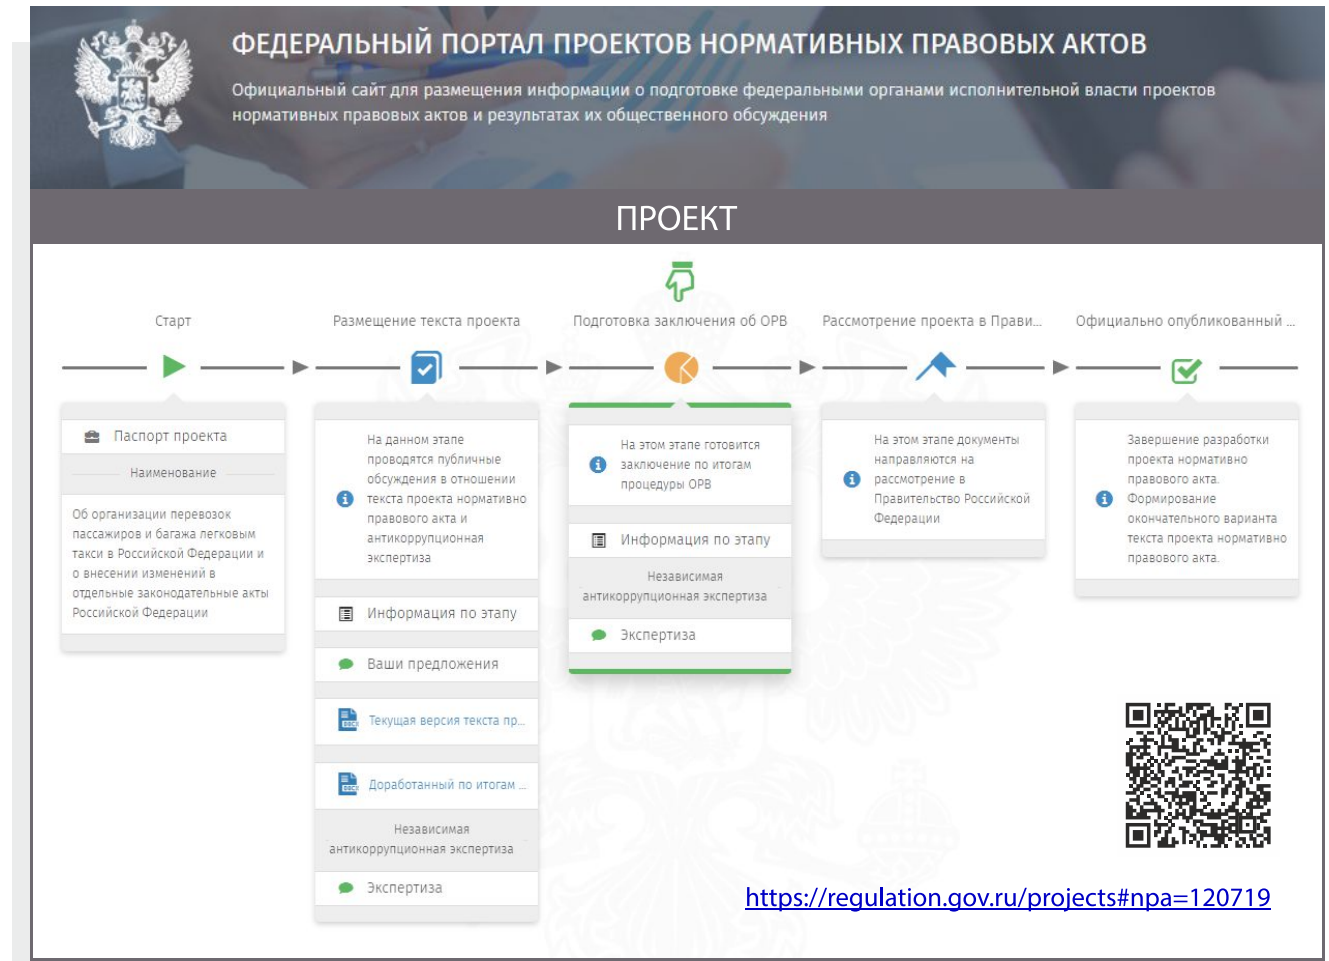 ФЕДЕРАЛЬНЫЙ ПОРТАЛ ПРОЕКТОВ НОРМАТИВНЫХ ПРАВОВЫХ АКТОВ
Официальный сайт для размещения информации о подготовке федеральными органами исполнительной власти проектов
нормативных правовых актов и результатах их общественного обсуждения
ПРОЕКТ
Старт
Паспорт проекта
Наименование
Об организации перевозок
пассажиров и багажа легковым
такси в Российской Федерации и
о внесении изменений в
отдельные законодательные акты
Российской Федерации
Размещение текста проекта
На данном этапе
проводятся публичные
обсуждения в отношении
текста проекта нормативно
правового акта и
антикоррупционная
экспертиза
Информация по этапу
Ваши предложения
DOCX Текущая версия текста пр...
DOCX Доработанный по итогам ...
Независимая
антикоррупционная экспертиза
Экспертиза
Подготовка заключения об ОРВ
На этом этапе готовится
заключение по итогам
процедуры ОРВ
Информация по этапу
Независимая
антикоррупционная экспертиза
Экспертиза
Рассмотрение проекта в Прави...
На этом этапе документы
направляются на
рассмотрение в
Правительство Российской
Федерации
Официально опубликованный ...
Завершение разработки
проекта нормативно
правового акта.
Формирование
окончательного варианта
текста проекта нормативно
правового акта.
https://regulation.gov.ru/projects#npa=120719